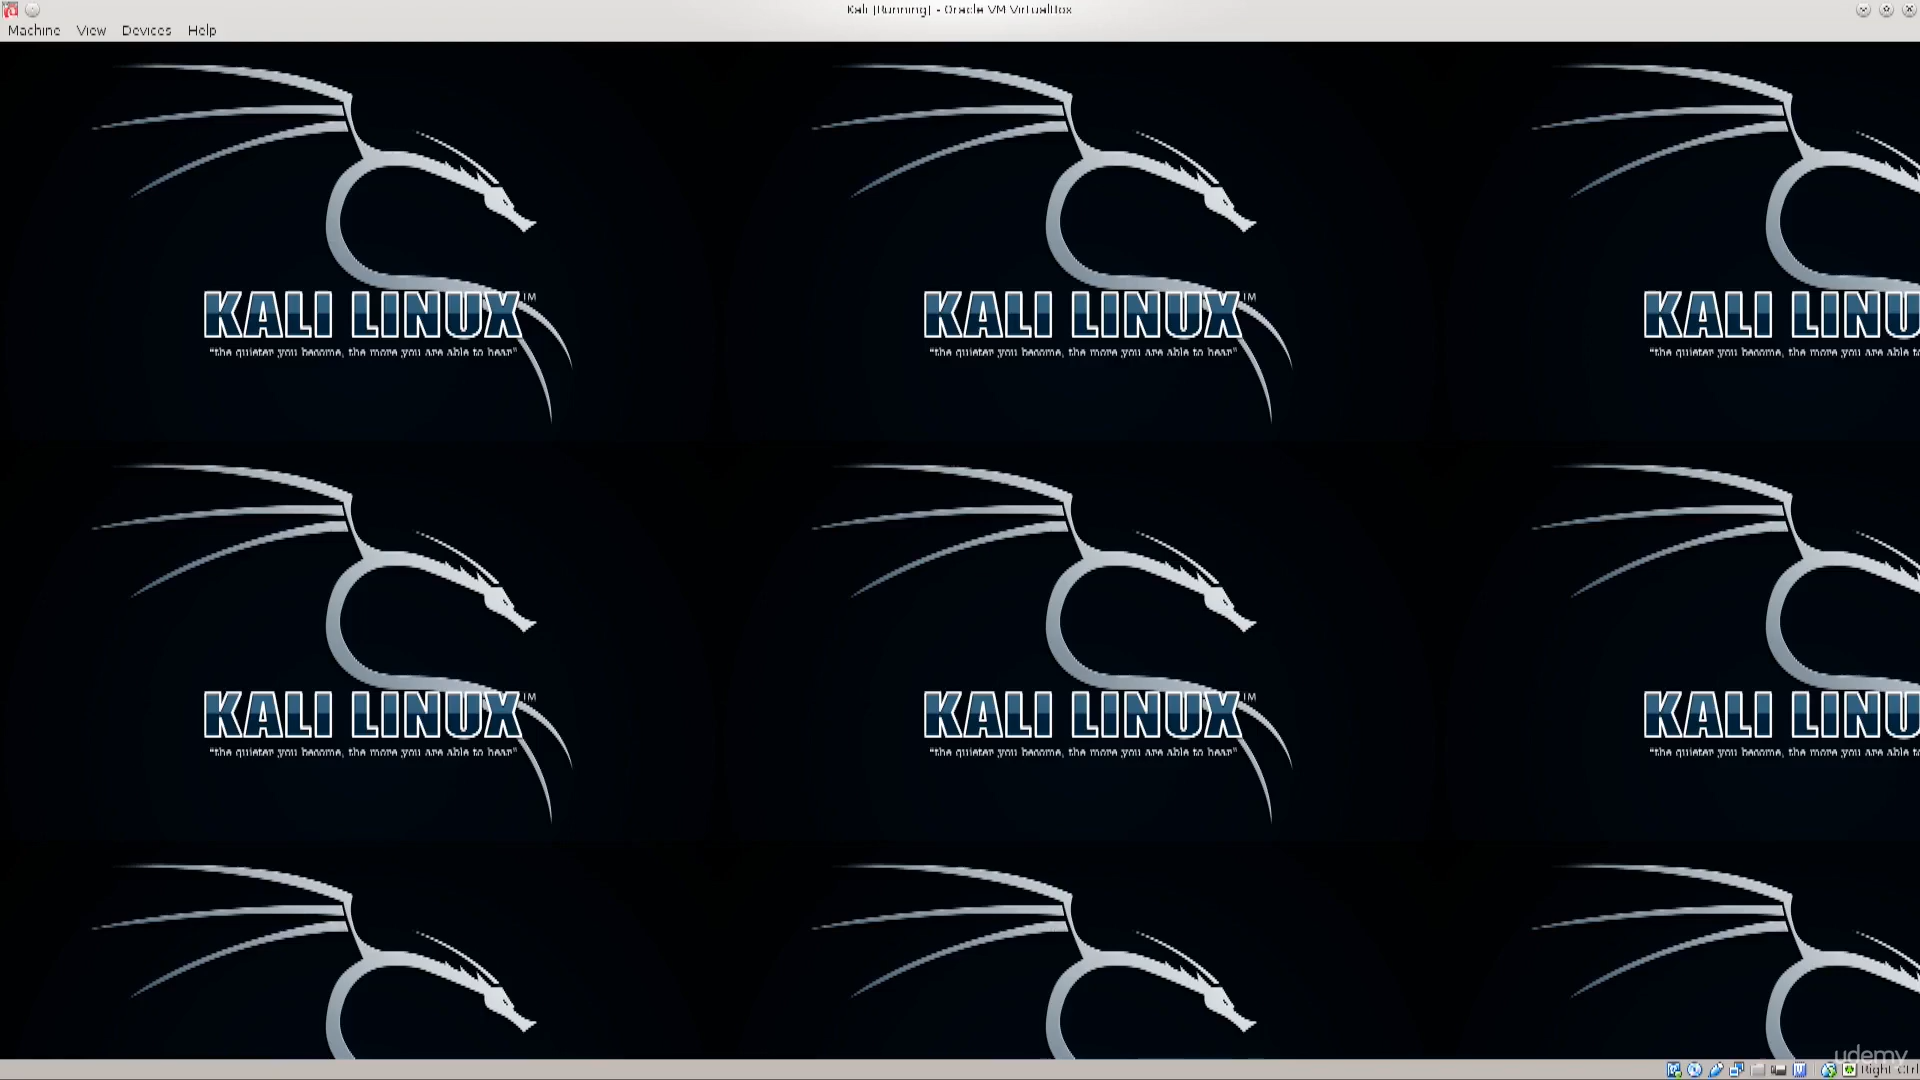 Kali [Running] - Oracle VM VirtualBox
Machine View Devices Help
KALI LINUX™
"the quieter you become, the more you are able to hear"
KALI LINUX™
"the quieter you become, the more you are able to hear"
KALI LINU
"the quieter you become, the more you are able to
KALI LINUX™
"the quieter you become, the more you are able to hear"
KALI LINUX™
"the quieter you become, the more you are able to hear"
KALI LINU
"the quieter you become, the more you are able to
udemy
Right Ctrl